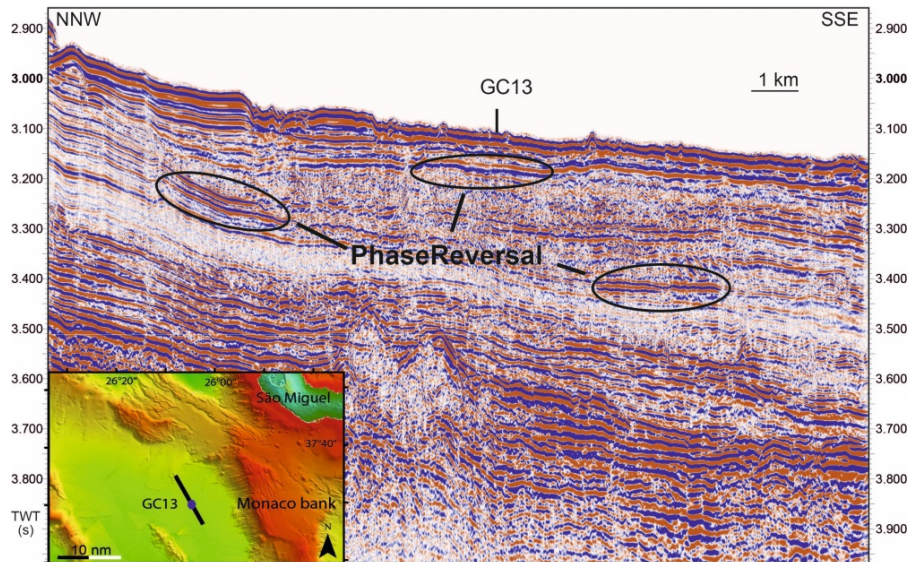 NNW
SSE
2.900
3.000
3.100
3.200
3.300
3.400
3.500
3.600
3.700
3.800
TWT
(s)
2.900
3.000
3.100
3.200
3.300
3.400
3.500
3.600
3.700
3.800
3.900
GC13
1 km
PhaseReversal
26°20"
26°00"
São Miguel
37°40"
GC13
Monaco bank
N
10 nm